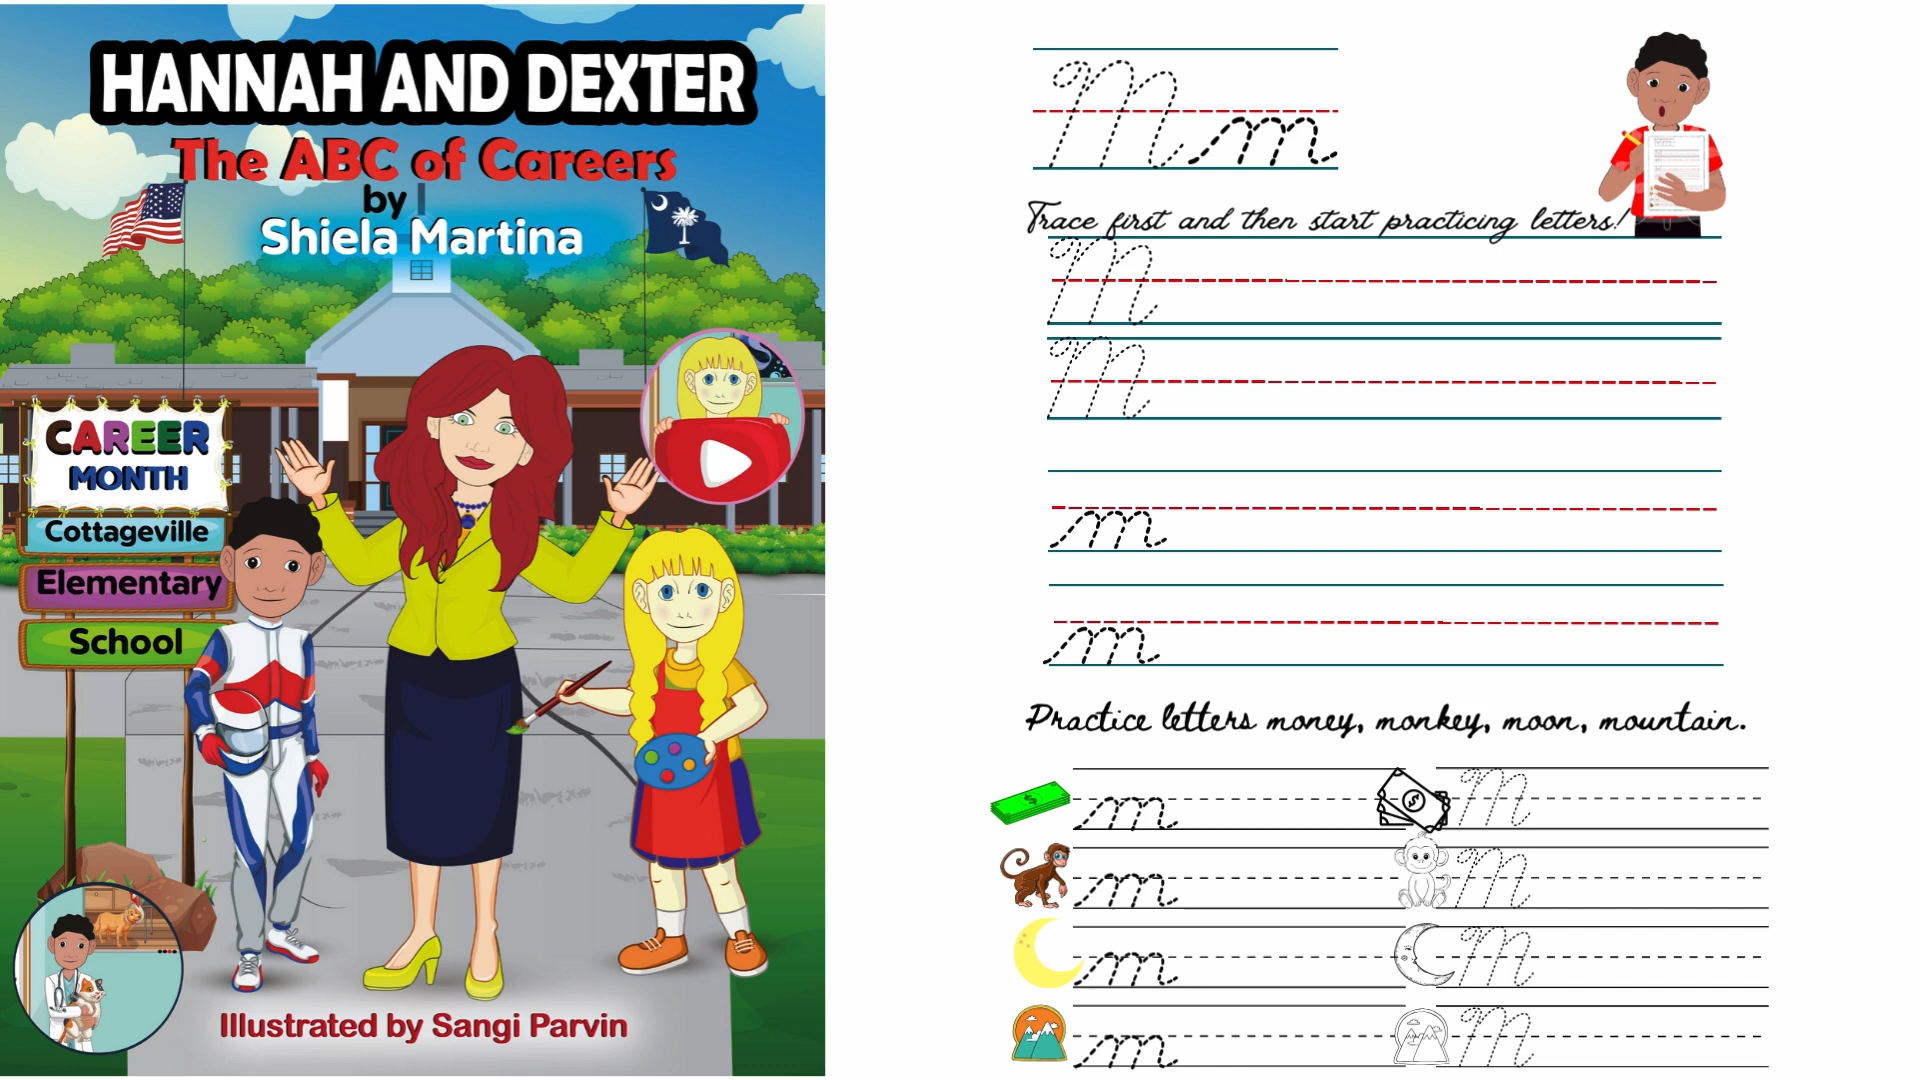 HANNAH AND DEXTER
The ABC of Careers
by
Shiela Martina
CAREER
MONTH
Cottageville
Elementary
School
Illustrated by Sangi Parvin
M m
Trace first and then start practicing letters!
M
M
m
m
Practice letters money, monkey, moon, mountain.
m M
m M
m M
m M